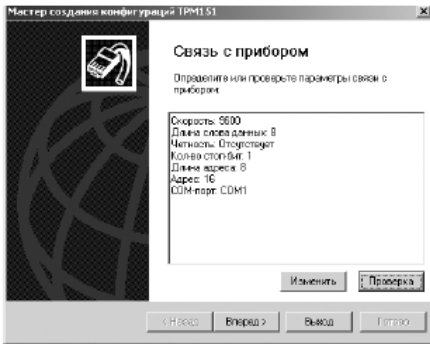 Мастер создания конфигураций ТРМ151
Связь с прибором
Определите или проверьте параметры связи с
прибором:
Скорость: 9600
Длина слова данных: 8
Четность: Отсутствует
Кол-во стоп-бит: 1
Длина адреса: 8
Адрес: 16
COM-порт: COM1
Изменить
Проверка
< Назад
Вперед >
Выход
Готово